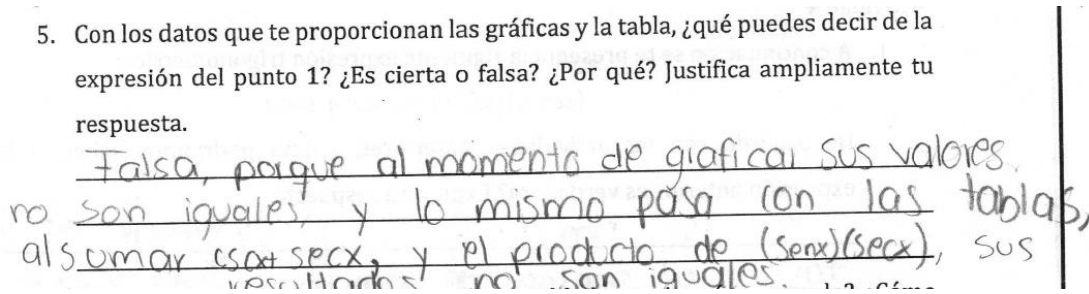 5. Con los datos que te proporcionan las gráficas y la tabla, ¿qué puedes decir de la
expresión del punto 1? ¿Es cierta o falsa? ¿Por qué? Justifica ampliamente tu
respuesta.
Falsa, porque al momento de graficar sus valores
no son iguales, y lo mismo pasa con las tablas,
al sumar cscx+secx, y el producto de (senx)(secx), sus
resultados no son iguales.